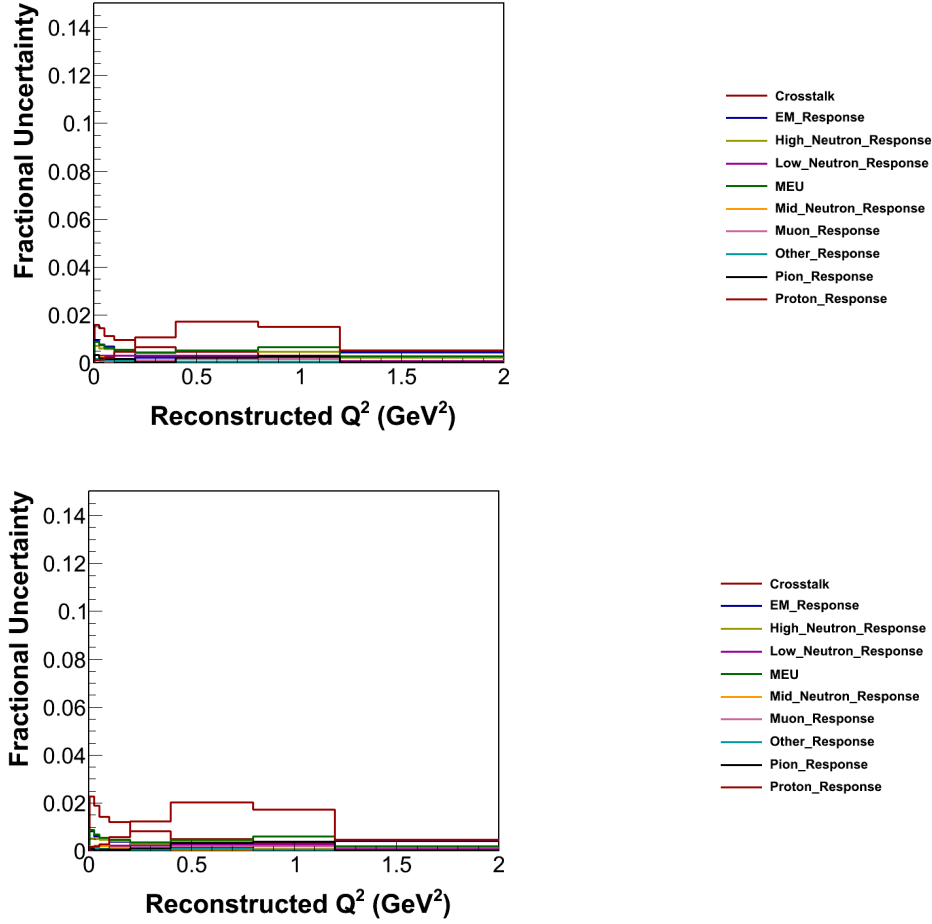 Fractional Uncertainty
0.14
0.12
0.1
0.08
0.06
0.04
0.02
0
0 0.5 1 1.5 2
Reconstructed Q² (GeV²)
Crosstalk
EM_Response
High_Neutron_Response
Low_Neutron_Response
MEU
Mid_Neutron_Response
Muon_Response
Other_Response
Pion_Response
Proton_Response
Fractional Uncertainty
0.14
0.12
0.1
0.08
0.06
0.04
0.02
0
0 0.5 1 1.5 2
Reconstructed Q² (GeV²)
Crosstalk
EM_Response
High_Neutron_Response
Low_Neutron_Response
MEU
Mid_Neutron_Response
Muon_Response
Other_Response
Pion_Response
Proton_Response